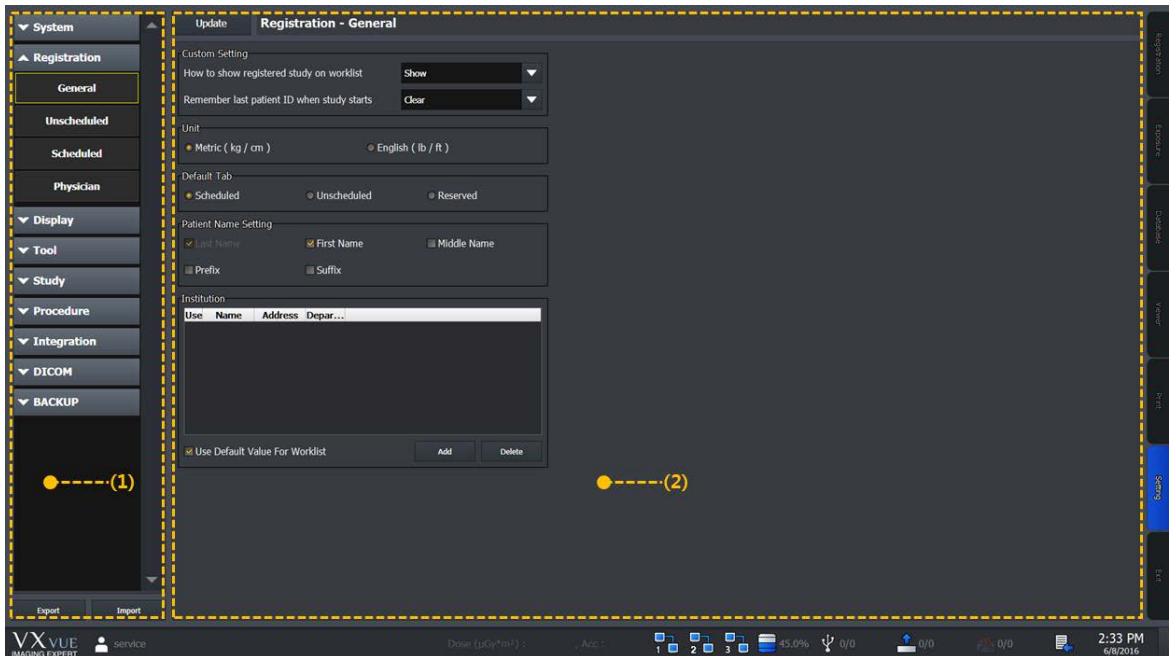 System
Registration
General
Unscheduled
Scheduled
Physician
Display
Tool
Study
Procedure
Integration
DICOM
BACKUP
(1)
Export Import
Update Registration - General
Custom Setting
How to show registered study on worklist Show
Remember last patient ID when study starts Clear
Unit
Metric ( kg / cm ) English ( lb / ft )
Default Tab
Scheduled Unscheduled Reserved
Patient Name Setting
Last Name First Name Middle Name
Prefix Suffix
Institution
Use Name Address Depar...
Use Default Value For Worklist Add Delete
(2)
Registration
Exposure
Database
Viewer
Print
Setting
Exit
VXVUE
IMAGING EXPERT
service
Dose (µGy*m²) : , Acc :
1 2 3 45.0% 0/0 0/0 0/0
2:33 PM
6/8/2016